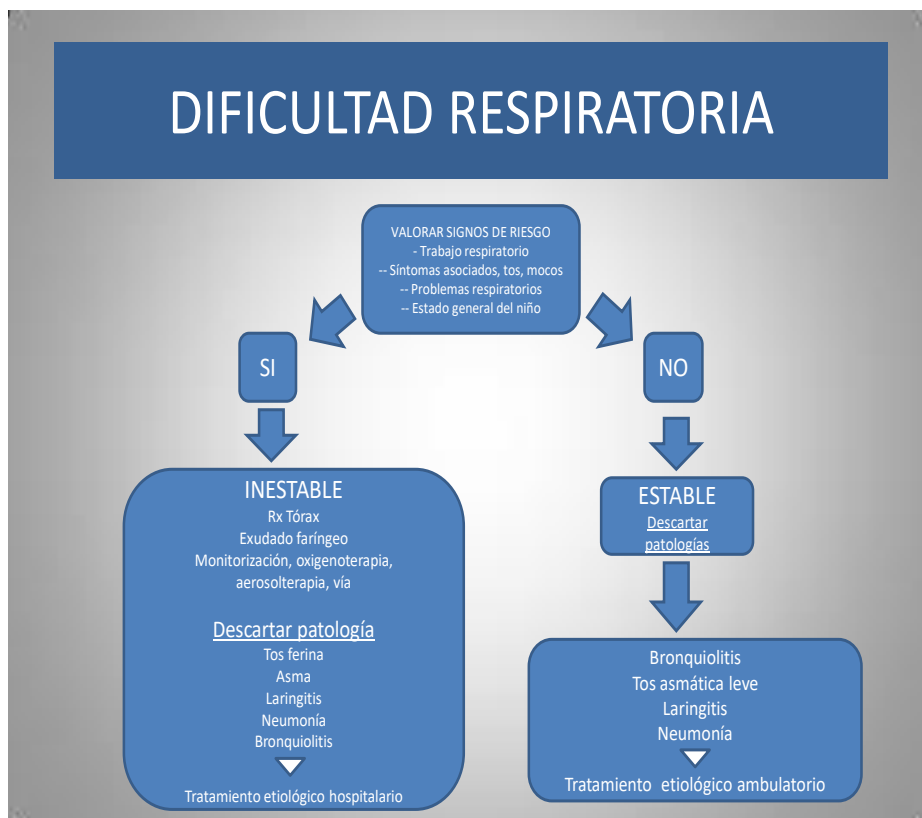 DIFICULTAD RESPIRATORIA
VALORAR SIGNOS DE RIESGO
- Trabajo respiratorio
-- Síntomas asociados, tos, mocos
-- Problemas respiratorios
-- Estado general del niño
SI
NO
INESTABLE
Rx Tórax
Exudado faríngeo
Monitorización, oxigenoterapia,
aerosolterapia, vía
Descartar patología
Tos ferina
Asma
Laringitis
Neumonía
Bronquiolitis
Tratamiento etiológico hospitalario
ESTABLE
Descartar
patologías
Bronquiolitis
Tos asmática leve
Laringitis
Neumonía
Tratamiento etiológico ambulatorio